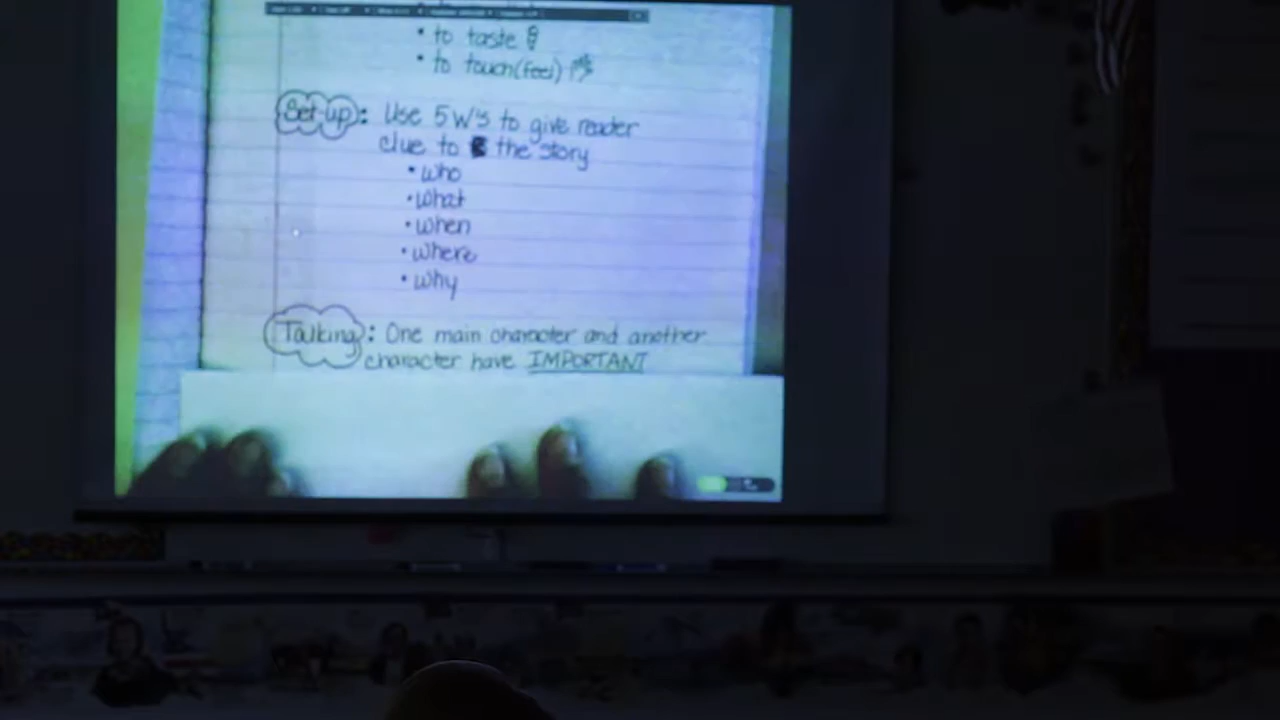 • to taste
• to touch(feel)
Set-up: Use 5 W's to give reader
clue to the story
• who
• what
• when
• where
• why
Talking: One main character and another
character have IMPORTANT